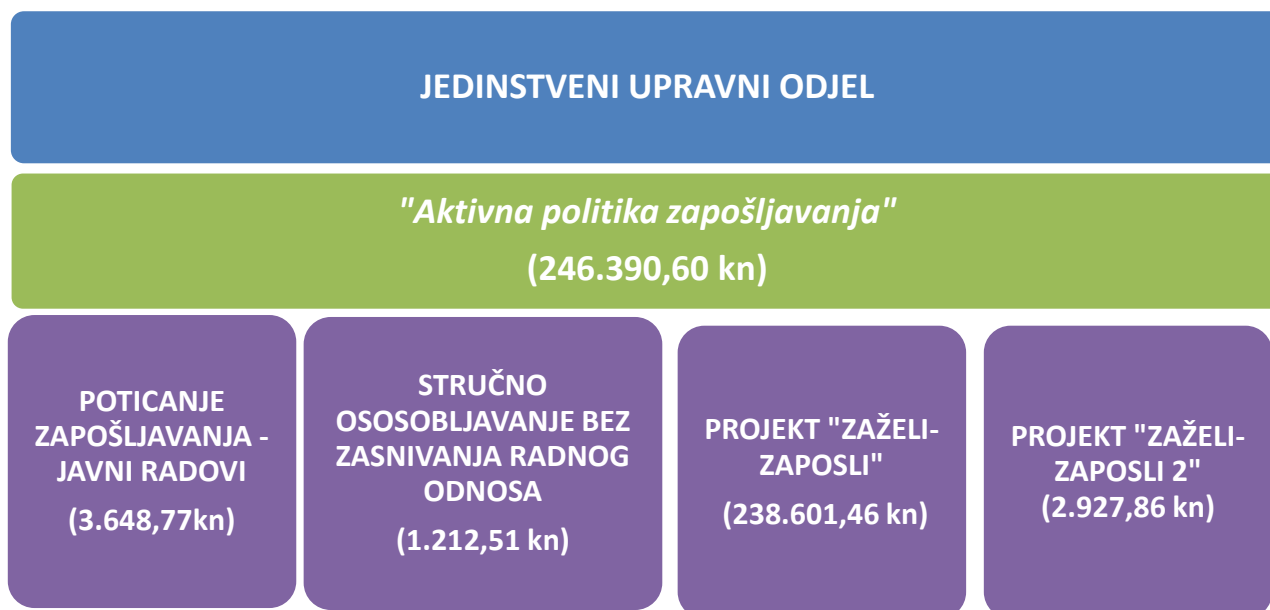 JEDINSTVENI UPRAVNI ODJEL
"Aktivna politika zapošljavanja"
(246.390,60 kn)
POTICANJE
ZAPOŠLJAVANJA -
JAVNI RADOVI
(3.648,77kn)
STRUČNO
OSOSOBLJAVANJE BEZ
ZASNIVANJA RADNOG
ODNOSA
(1.212,51 kn)
PROJEKT "ZAŽELI-
ZAPOSLI"
(238.601,46 kn)
PROJEKT "ZAŽELI-
ZAPOSLI 2"
(2.927,86 kn)